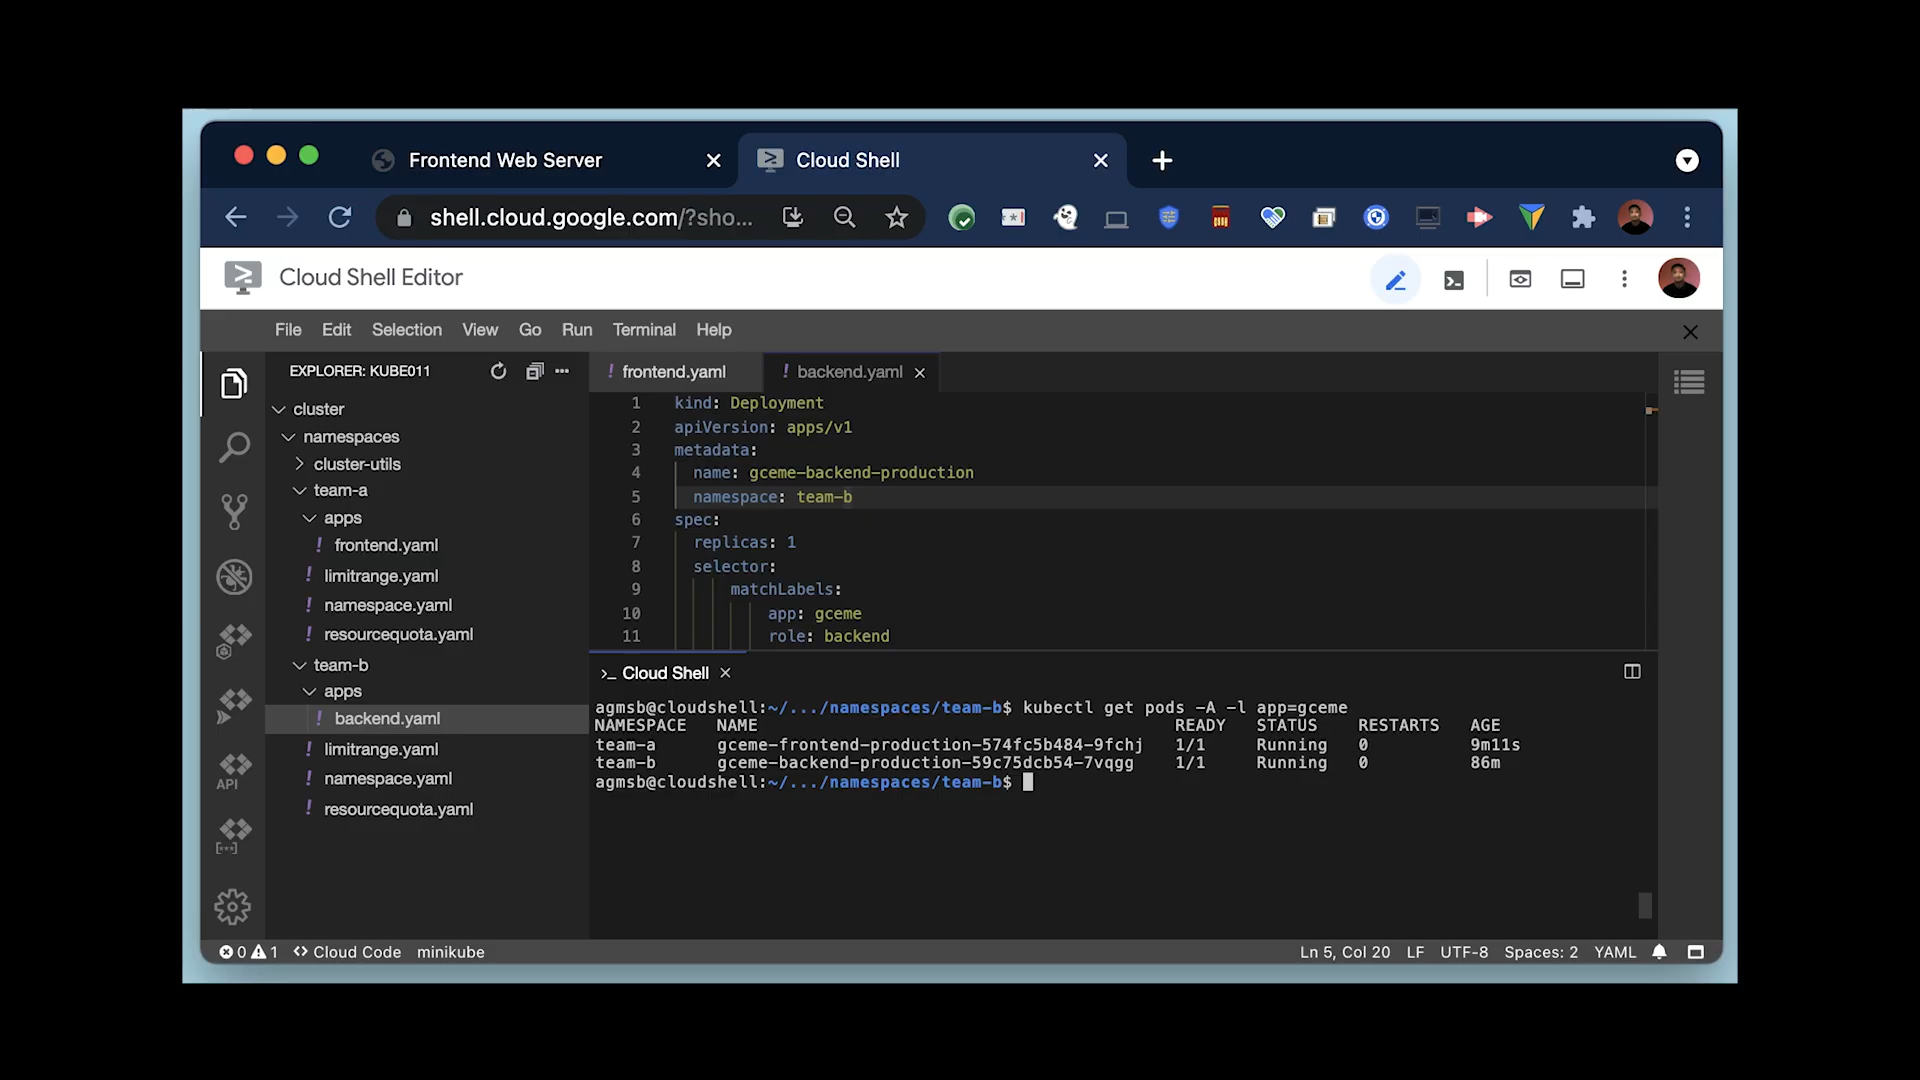 Frontend Web Server
Cloud Shell
shell.cloud.google.com/?sho...
Cloud Shell Editor
File Edit Selection View Go Run Terminal Help
EXPLORER: KUBE011
cluster
namespaces
cluster-utils
team-a
apps
! frontend.yaml
! limitrange.yaml
! namespace.yaml
! resourcequota.yaml
team-b
apps
! backend.yaml
! limitrange.yaml
! namespace.yaml
! resourcequota.yaml
API
! frontend.yaml
! backend.yaml
1 kind: Deployment
2 apiVersion: apps/v1
3 metadata:
4 name: gceme-backend-production
5 namespace: team-b
6 spec:
7 replicas: 1
8 selector:
9 matchLabels:
10 app: gceme
11 role: backend
>_ Cloud Shell
agmsb@cloudshell:~/.../namespaces/team-b$ kubectl get pods -A -l app=gceme
NAMESPACE NAME READY STATUS RESTARTS AGE
team-a gceme-frontend-production-574fc5b484-9fchj 1/1 Running 0 9m11s
team-b gceme-backend-production-59c75dcb54-7vqgg 1/1 Running 0 86m
agmsb@cloudshell:~/.../namespaces/team-b$
0 1 <> Cloud Code minikube
Ln 5, Col 20 LF UTF-8 Spaces: 2 YAML